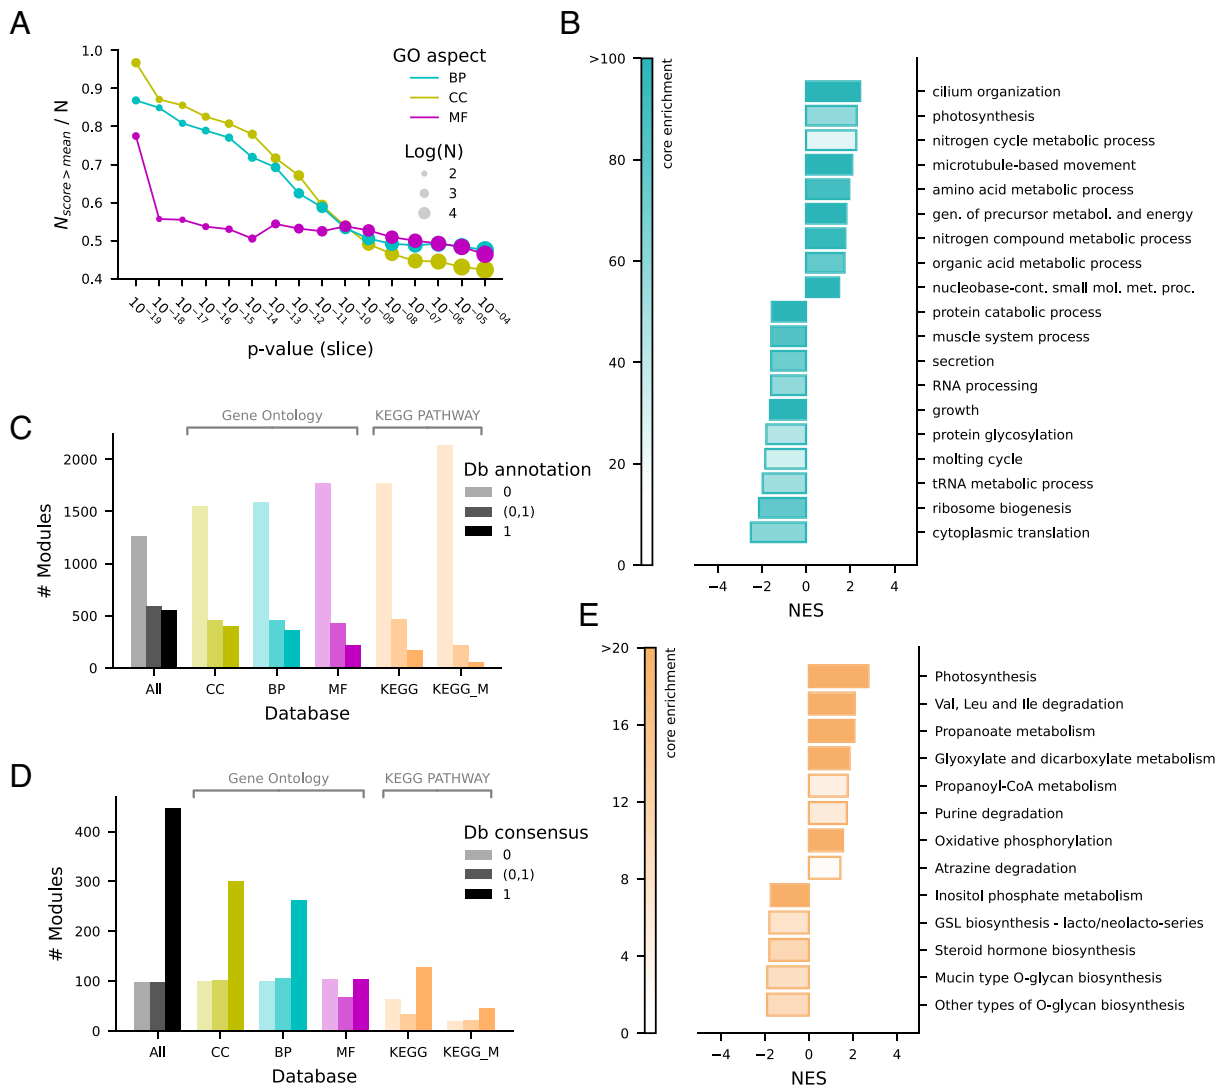 A
1.0
0.9
0.8
0.7
0.6
0.5
0.4
N_score > mean / N
GO aspect
BP
CC
MF
Log(N)
2
3
4
10^−19
10^−18
10^−17
10^−16
10^−15
10^−14
10^−13
10^−12
10^−11
10^−10
10^−09
10^−08
10^−07
10^−06
10^−05
10^−04
p-value (slice)
B
>100
80
60
40
20
0
core enrichment
cilium organization
photosynthesis
nitrogen cycle metabolic process
microtubule-based movement
amino acid metabolic process
gen. of precursor metabol. and energy
nitrogen compound metabolic process
organic acid metabolic process
nucleobase-cont. small mol. met. proc.
protein catabolic process
muscle system process
secretion
RNA processing
growth
protein glycosylation
molting cycle
tRNA metabolic process
ribosome biogenesis
cytoplasmic translation
−4 −2 0 2 4
NES
C
Gene Ontology
KEGG PATHWAY
2000
1500
1000
500
0
# Modules
Db annotation
0
(0,1)
1
All CC BP MF KEGG KEGG_M
Database
D
Gene Ontology
KEGG PATHWAY
400
300
200
100
0
# Modules
Db consensus
0
(0,1)
1
All CC BP MF KEGG KEGG_M
Database
E
>20
16
12
8
4
0
core enrichment
Photosynthesis
Val, Leu and Ile degradation
Propanoate metabolism
Glyoxylate and dicarboxylate metabolism
Propanoyl-CoA metabolism
Purine degradation
Oxidative phosphorylation
Atrazine degradation
Inositol phosphate metabolism
GSL biosynthesis - lacto/neolacto-series
Steroid hormone biosynthesis
Mucin type O-glycan biosynthesis
Other types of O-glycan biosynthesis
−4 −2 0 2 4
NES